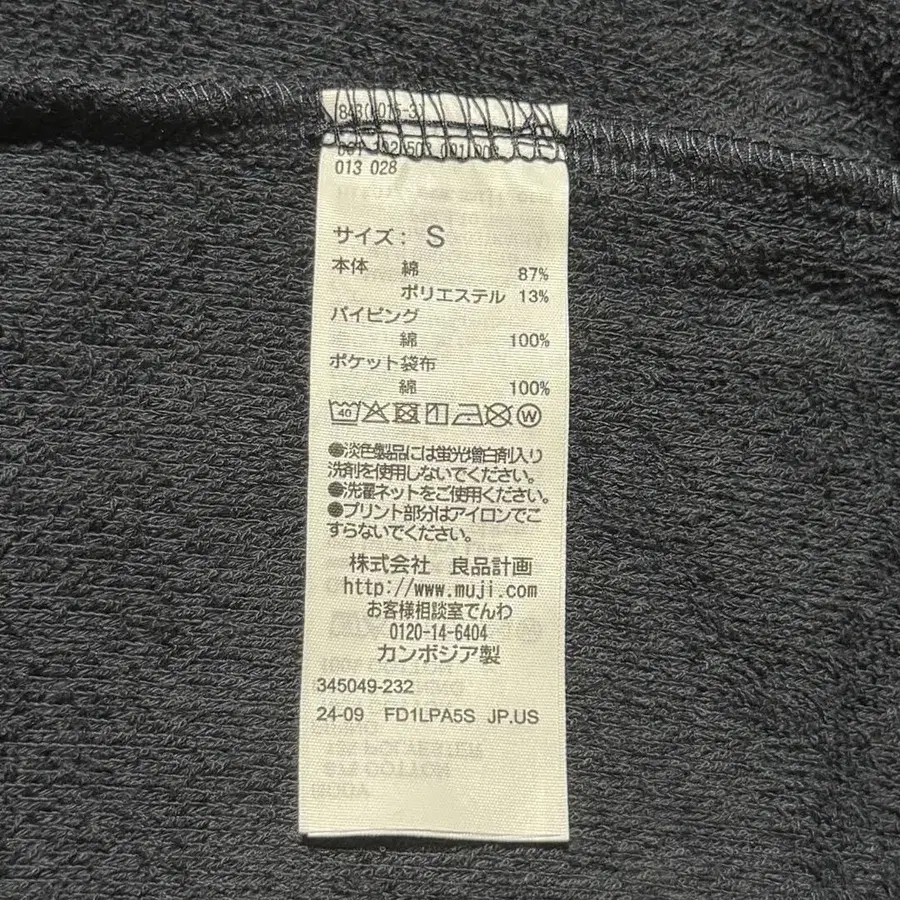 013 028
サイズ: S
本体 綿 87%
ポリエステル 13%
パイピング
綿 100%
ポケット袋布
綿 100%
40 W
●淡色製品には蛍光増白剤入り
洗剤を使用しないでください。
●洗濯ネットをご使用ください。
●プリント部分はアイロンでこ
すらないでください。
株式会社 良品計画
http://www.muji.com
お客様相談室でんわ
0120-14-6404
カンボジア製
345049-232
24-09 FD1LPA5S JP.US